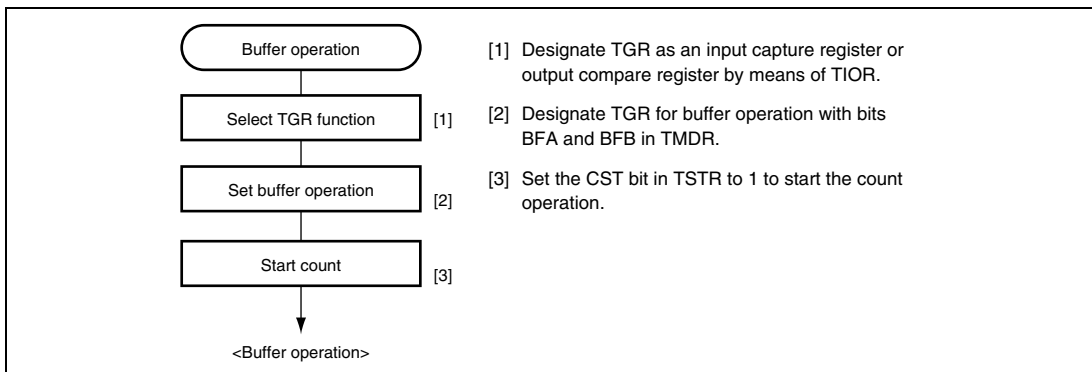 Buffer operation
Select TGR function
[1]
Set buffer operation
[2]
Start count
[3]
<Buffer operation>
[1] Designate TGR as an input capture register or
output compare register by means of TIOR.
[2] Designate TGR for buffer operation with bits
BFA and BFB in TMDR.
[3] Set the CST bit in TSTR to 1 to start the count
operation.